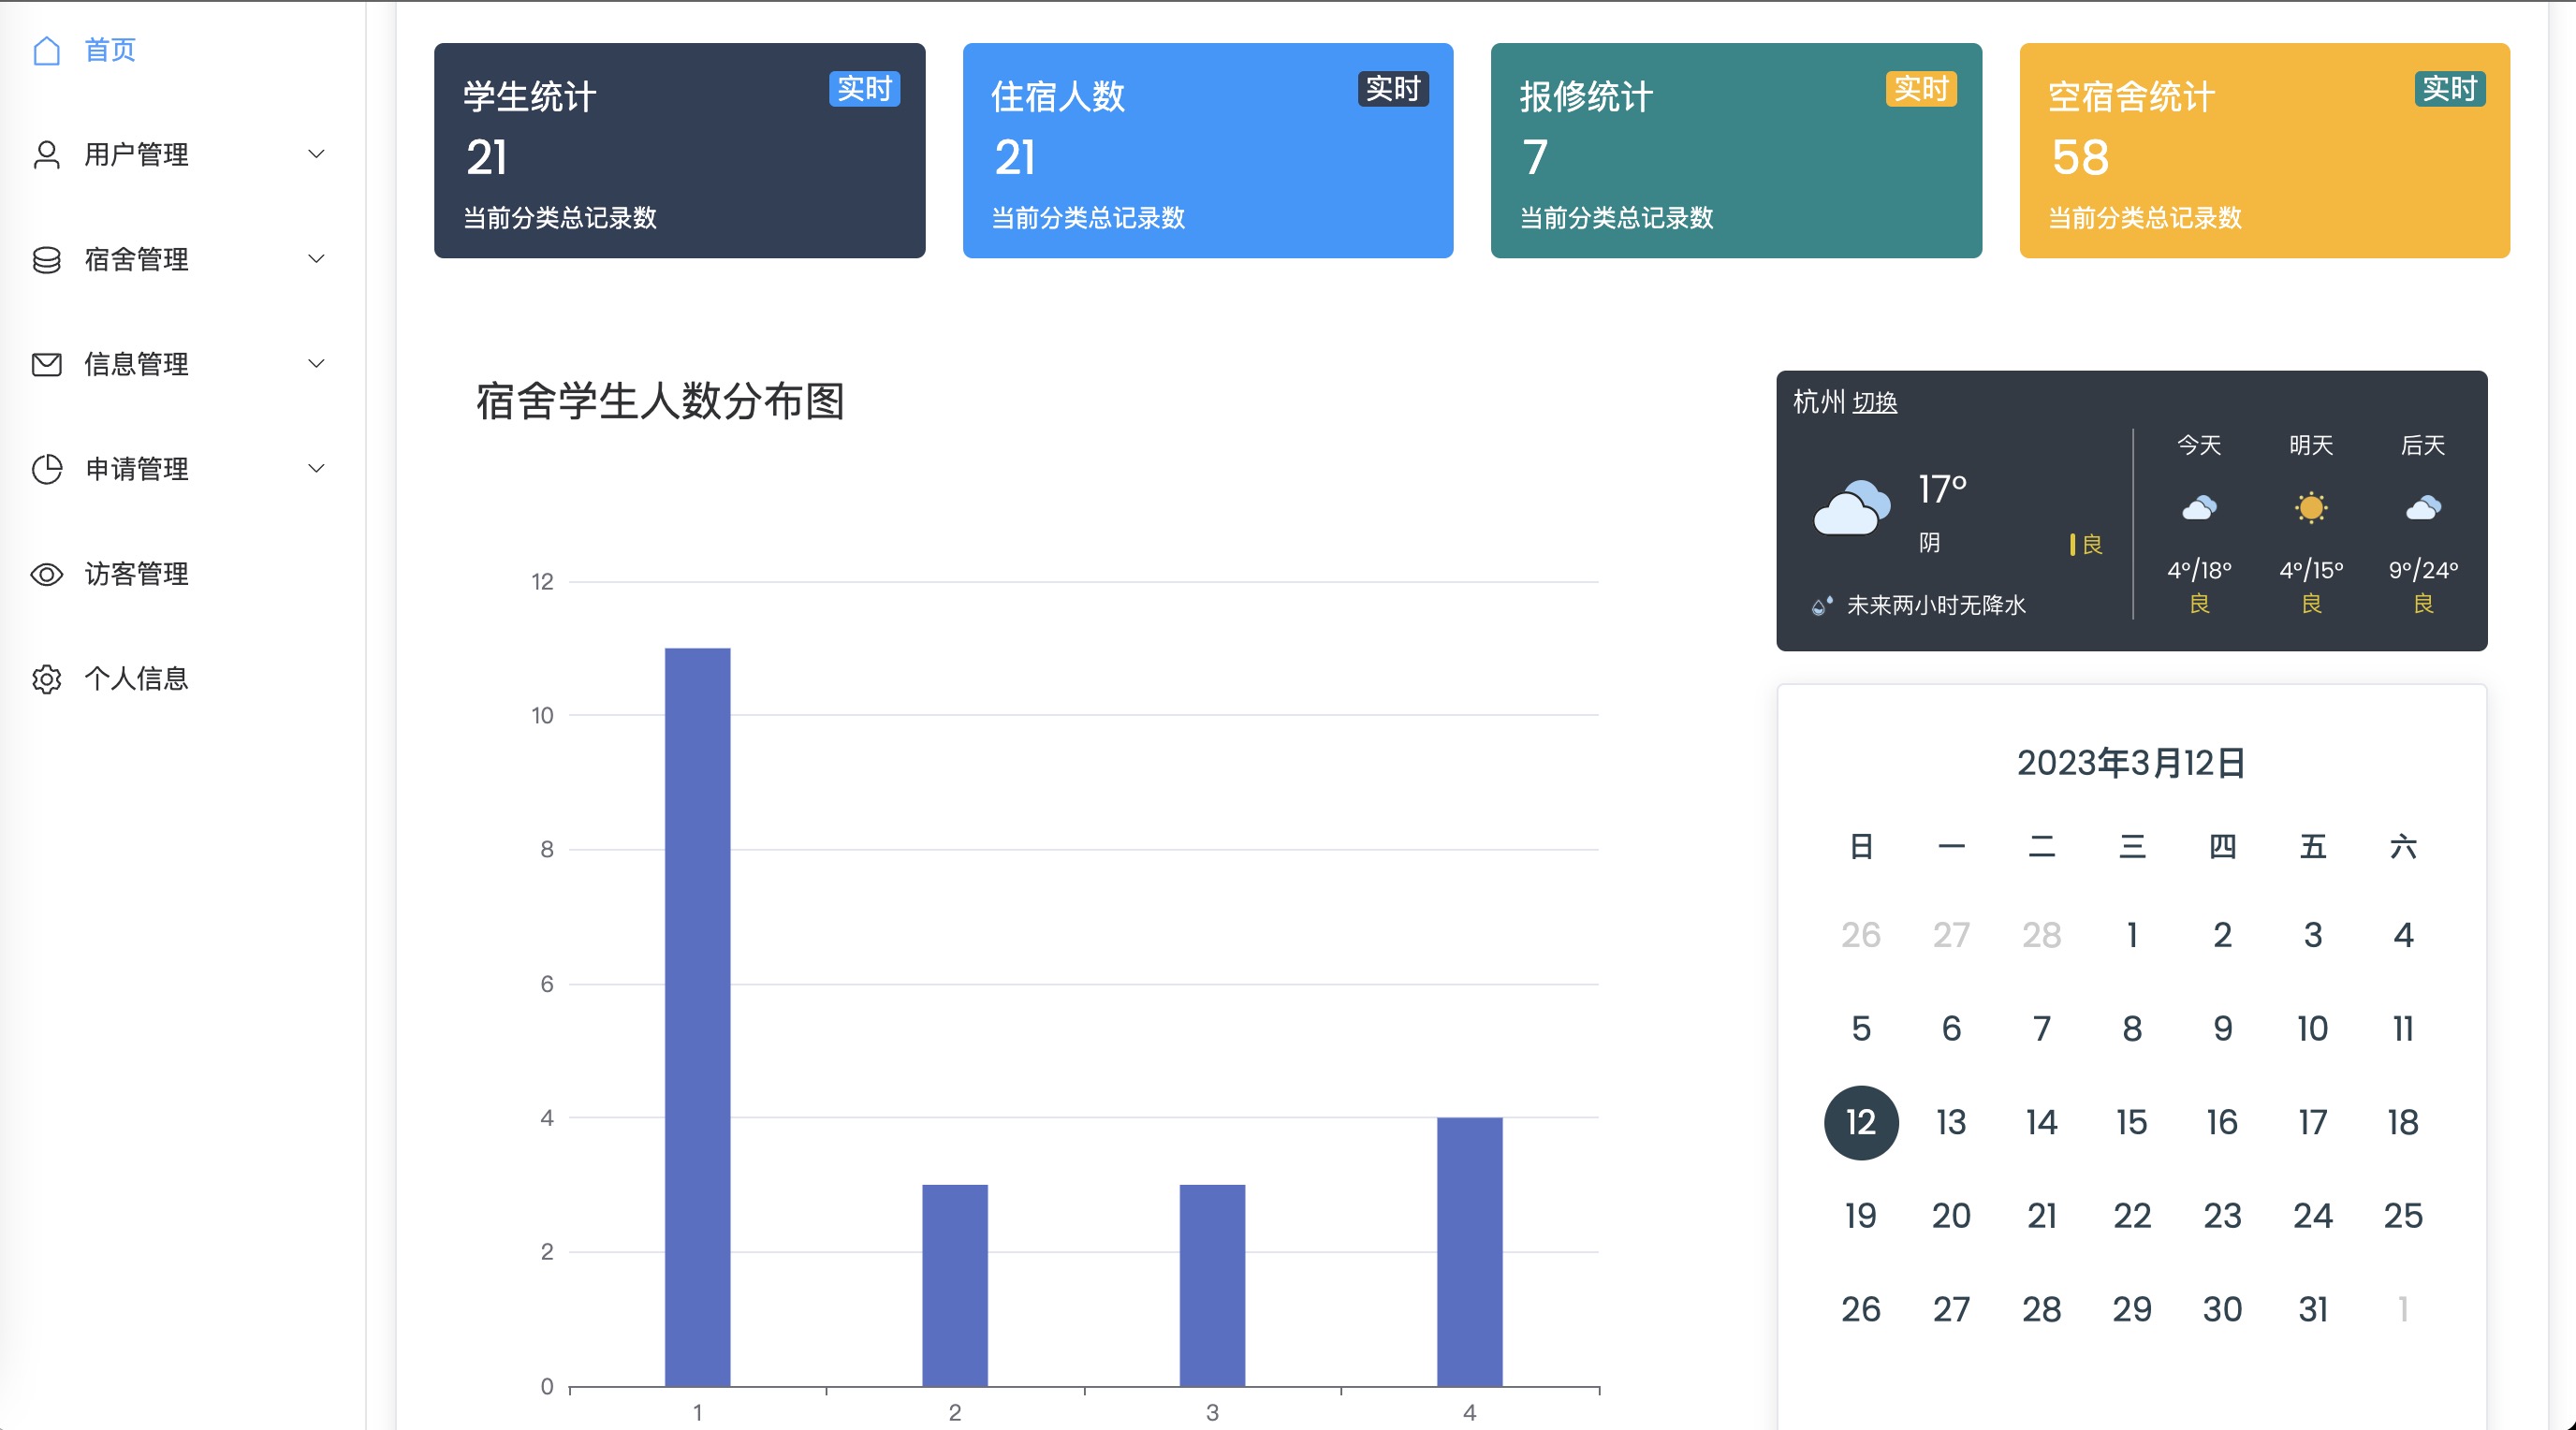 首页
用户管理
宿舍管理
信息管理
申请管理
访客管理
个人信息
学生统计 实时
21
当前分类总记录数
住宿人数 实时
21
当前分类总记录数
报修统计 实时
7
当前分类总记录数
空宿舍统计 实时
58
当前分类总记录数
宿舍学生人数分布图
12
10
8
6
4
2
0
1 2 3 4
杭州 切换
17°
阴
良
未来两小时无降水
今天 明天 后天
4°/18° 4°/15° 9°/24°
良 良 良
2023年3月12日
日 一 二 三 四 五 六
26 27 28 1 2 3 4
5 6 7 8 9 10 11
12 13 14 15 16 17 18
19 20 21 22 23 24 25
26 27 28 29 30 31 1